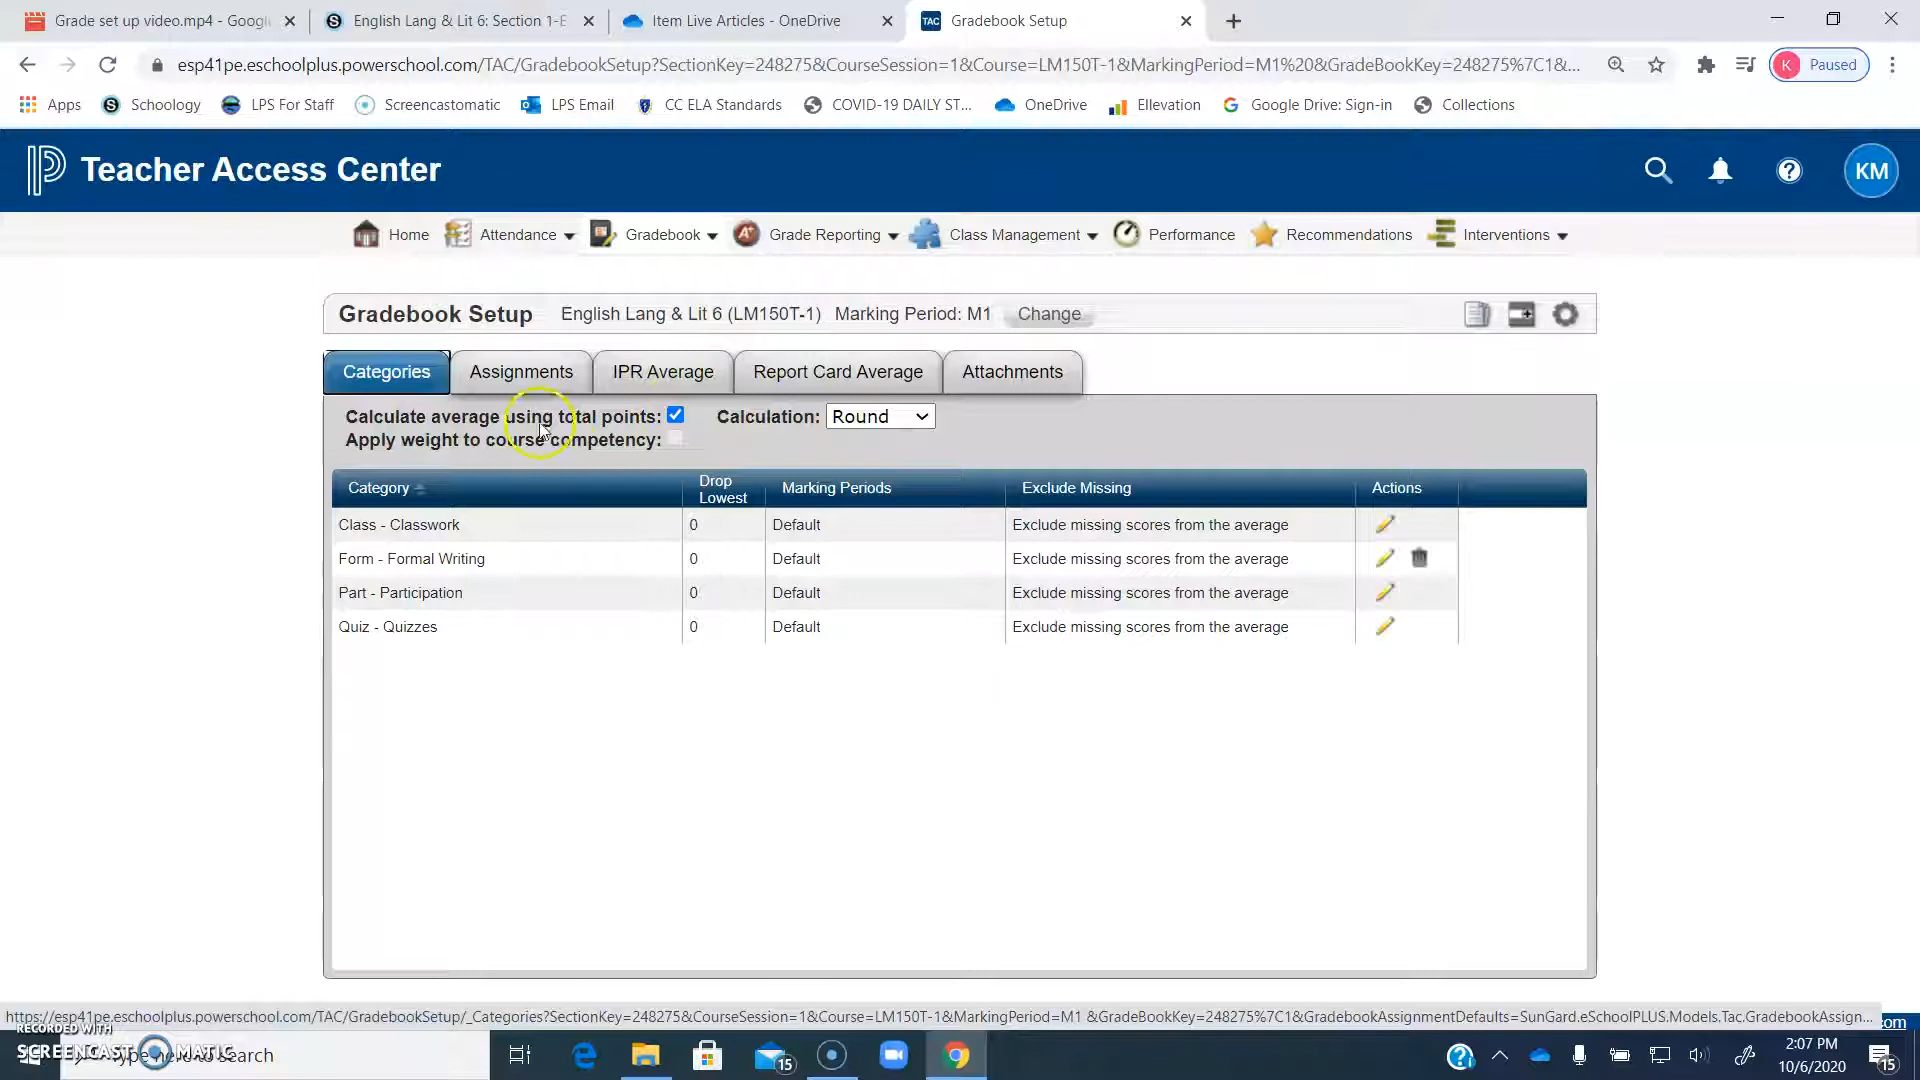 Grade set up video.mp4 - Google
English Lang & Lit 6: Section 1-E
Item Live Articles - OneDrive
TAC Gradebook Setup
esp41pe.eschoolplus.powerschool.com/TAC/GradebookSetup?SectionKey=248275&CourseSession=1&Course=LM150T-1&MarkingPeriod=M1%20&GradeBookKey=248275%7C1&...
K Paused
Apps S Schoology LPS For Staff Screencastomatic LPS Email CC ELA Standards COVID-19 DAILY ST... OneDrive Ellevation Google Drive: Sign-in Collections
Teacher Access Center
KM
Home Attendance Gradebook Grade Reporting Class Management Performance Recommendations Interventions
Gradebook Setup English Lang & Lit 6 (LM150T-1) Marking Period: M1 Change
Categories Assignments IPR Average Report Card Average Attachments
Calculate average using total points: Calculation: Round
Apply weight to course competency:
Category Drop Lowest Marking Periods Exclude Missing Actions
Class - Classwork 0 Default Exclude missing scores from the average
Form - Formal Writing 0 Default Exclude missing scores from the average
Part - Participation 0 Default Exclude missing scores from the average
Quiz - Quizzes 0 Default Exclude missing scores from the average
https://esp41pe.eschoolplus.powerschool.com/TAC/GradebookSetup/_Categories?SectionKey=248275&CourseSession=1&Course=LM150T-1&MarkingPeriod=M1 &GradeBookKey=248275%7C1&GradebookAssignmentDefaults=SunGard.eSchoolPLUS.Models.Tac.GradebookAssign...
.com
RECORDED WITH
SCREENCAST MATIC
Type here to search
15
2:07 PM
10/6/2020
15